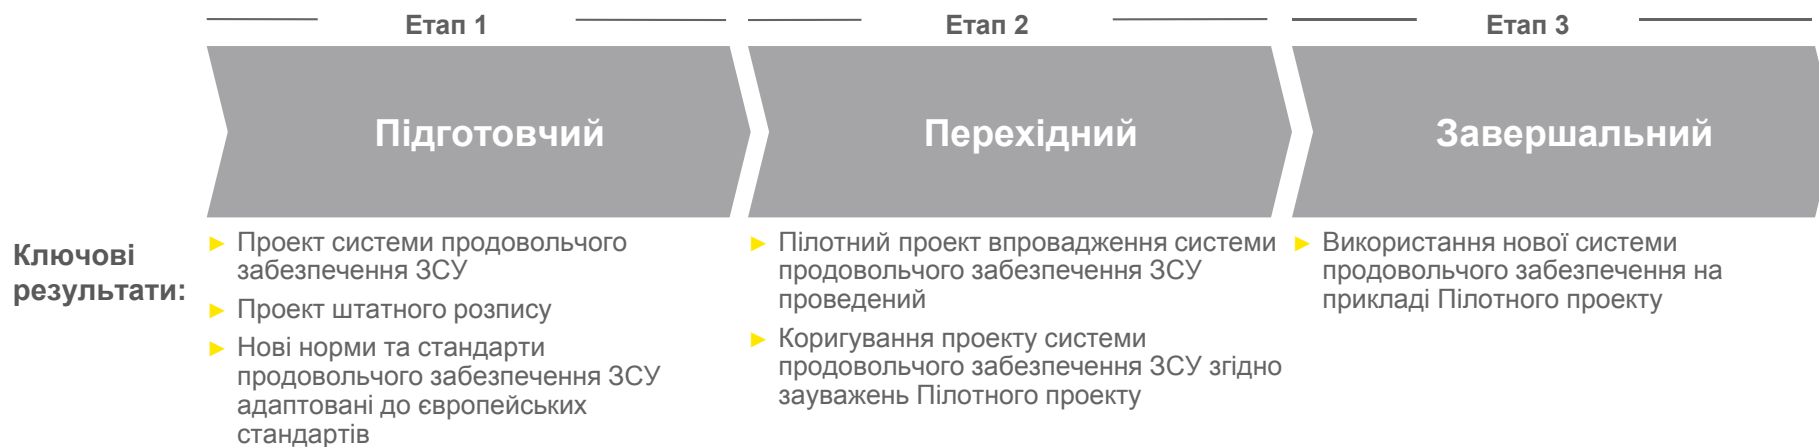 Етап 1
Етап 2
Етап 3
Підготовчий
Перехідний
Завершальний
Ключові
результати:
► Проект системи продовольчого
забезпечення ЗСУ
► Проект штатного розпису
► Нові норми та стандарти
продовольчого забезпечення ЗСУ
адаптовані до європейських
стандартів
► Пілотний проект впровадження системи
продовольчого забезпечення ЗСУ
проведений
► Коригування проекту системи
продовольчого забезпечення ЗСУ згідно
зауважень Пілотного проекту
► Використання нової системи
продовольчого забезпечення на
прикладі Пілотного проекту